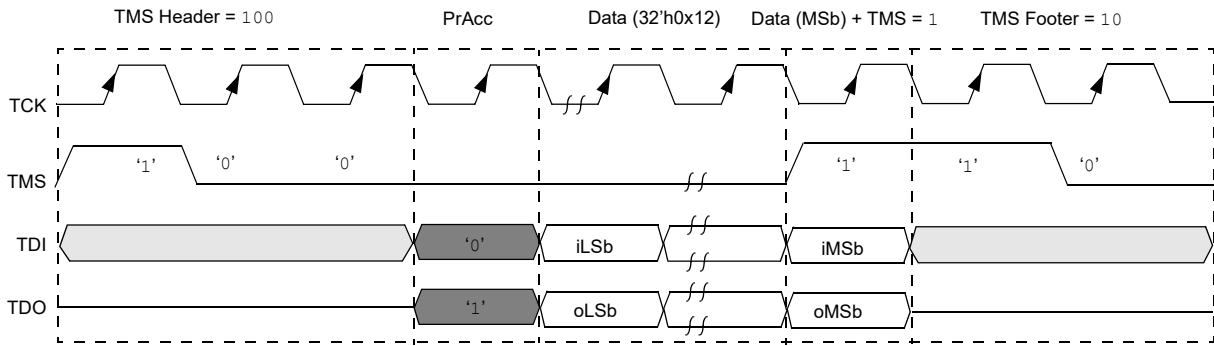 TMS Header = 100 PrAcc Data (32'h0x12) Data (MSb) + TMS = 1 TMS Footer = 10
TCK
TMS ‘1’ ‘0’ ‘0’ ‘1’ ‘1’ ‘0’
TDI ‘0’ iLSb iMSb
TDO ‘1’ oLSb oMSb